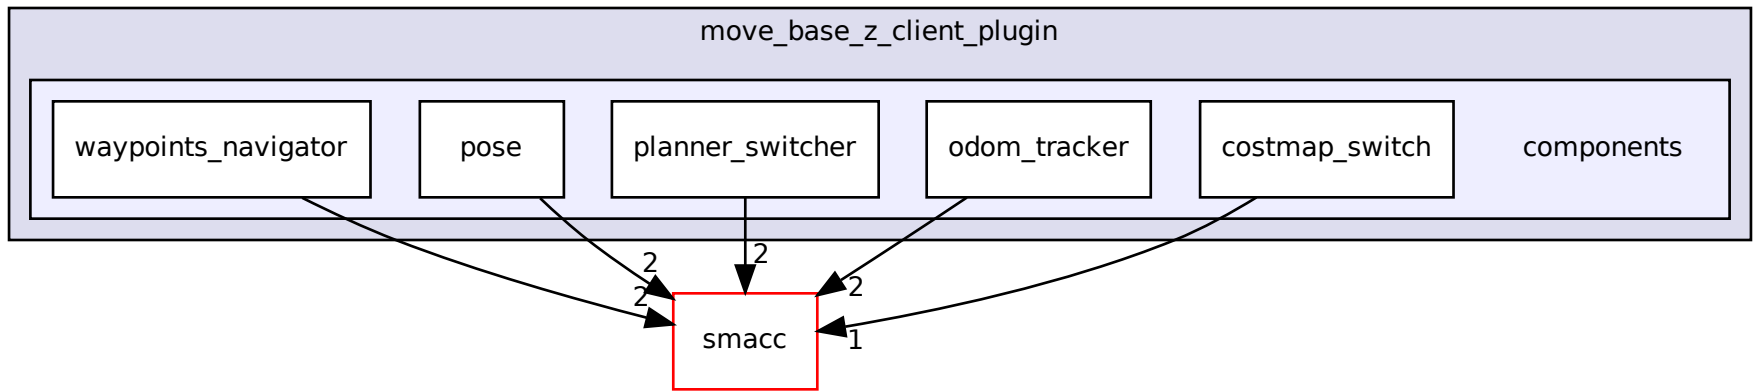 move_base_z_client_plugin
waypoints_navigator
pose
planner_switcher
odom_tracker
costmap_switch
components
2
2
2
2
1
smacc